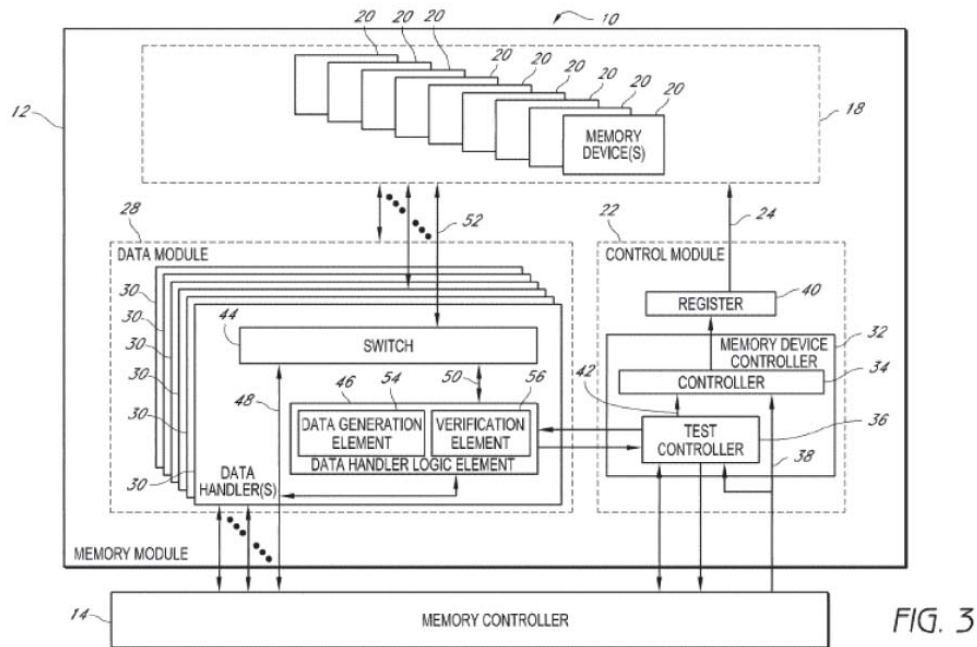 10
20 20 20
20
20
20
20
20
20
12
18
MEMORY
DEVICE(S)
52
24
28
22
DATA MODULE
CONTROL MODULE
30
30
30
30
30
30
44
SWITCH
REGISTER
40
32
MEMORY DEVICE
CONTROLLER
CONTROLLER
34
42
48
46
54
50
56
DATA GENERATION
ELEMENT
VERIFICATION
ELEMENT
DATA HANDLER LOGIC ELEMENT
TEST
CONTROLLER
36
38
DATA
HANDLER(S)
MEMORY MODULE
14
MEMORY CONTROLLER
FIG. 3